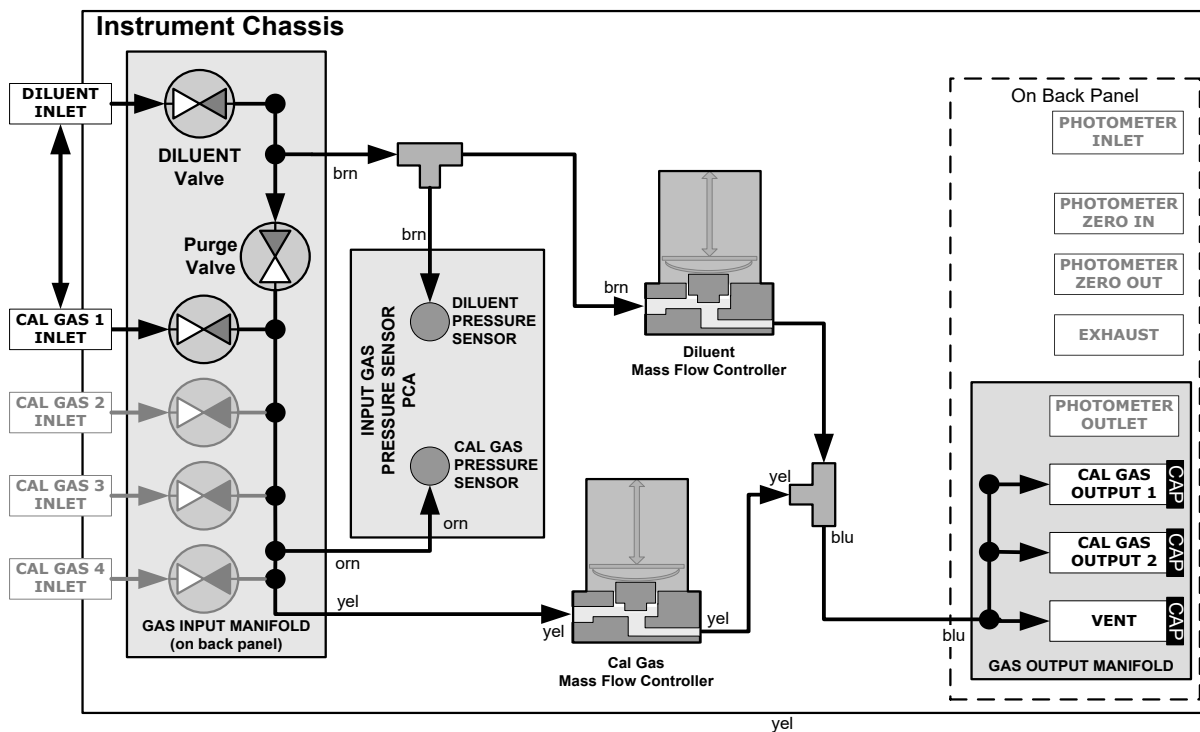 Instrument Chassis
DILUENT
INLET
DILUENT
Valve
brn
Purge
Valve
brn
On Back Panel
PHOTOMETER
INLET
PHOTOMETER
ZERO IN
PHOTOMETER
ZERO OUT
EXHAUST
CAL GAS 1
INLET
CAL GAS 2
INLET
CAL GAS 3
INLET
CAL GAS 4
INLET
INPUT GAS
PRESSURE SENSOR
PCA
DILUENT
PRESSURE
SENSOR
CAL GAS
PRESSURE
SENSOR
brn
Diluent
Mass Flow Controller
orn
orn
yel
yel
yel
yel
blu
Cal Gas
Mass Flow Controller
GAS INPUT MANIFOLD
(on back panel)
PHOTOMETER
OUTLET
CAL GAS
OUTPUT 1
CAP
CAL GAS
OUTPUT 2
CAP
VENT
CAP
blu
GAS OUTPUT MANIFOLD
yel